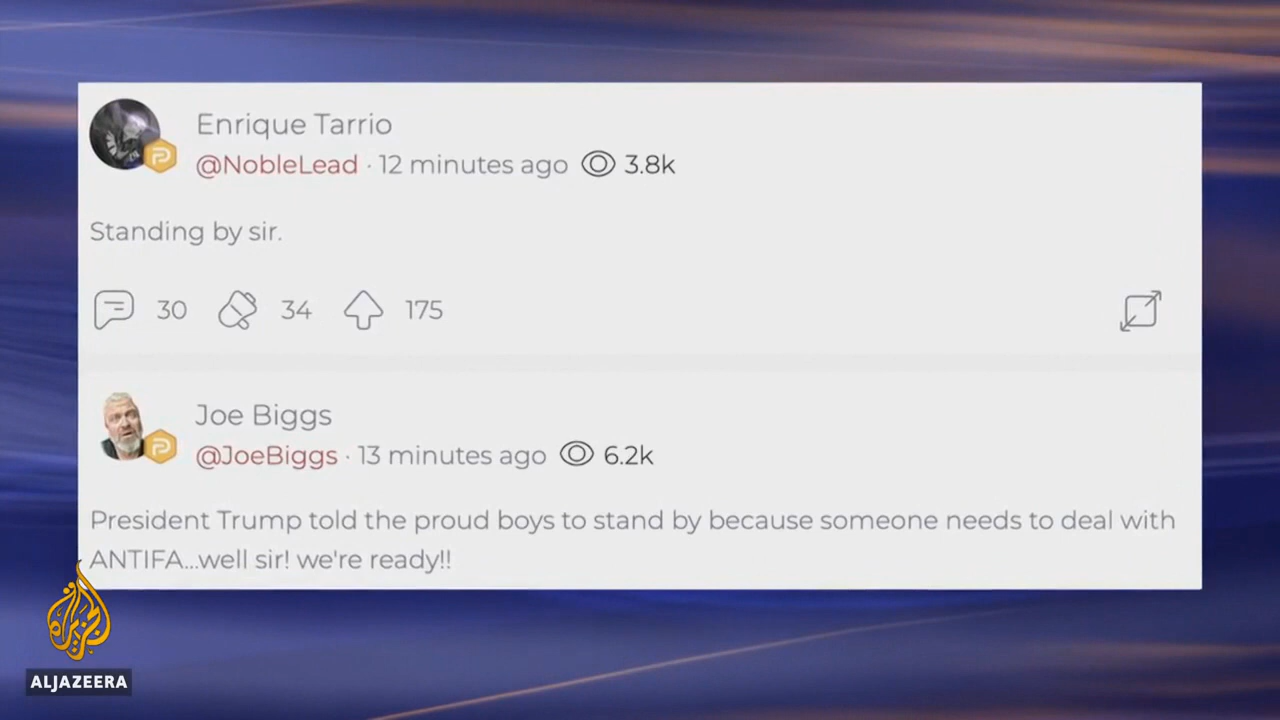 Enrique Tarrio
@NobleLead · 12 minutes ago 3.8k
Standing by sir.
30 34 175
Joe Biggs
@JoeBiggs · 13 minutes ago 6.2k
President Trump told the proud boys to stand by because someone needs to deal with
ANTIFA...well sir! we're ready!!
الجزيرة
ALJAZEERA